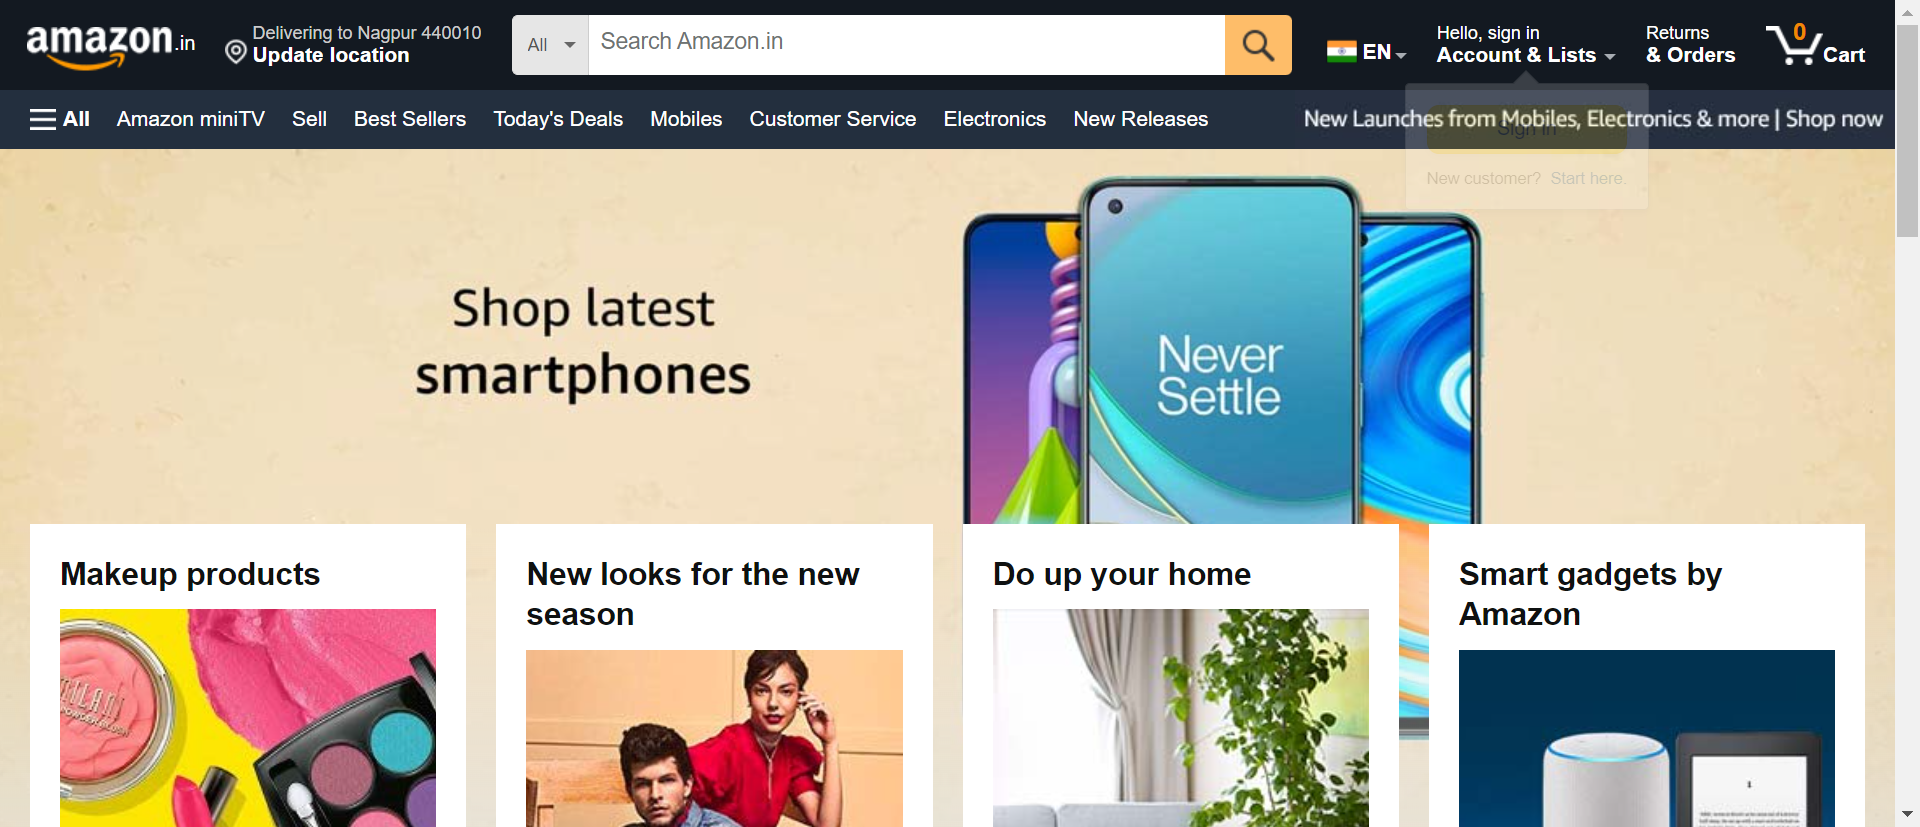 amazon.in
Delivering to Nagpur 440010
Update location
All
Search Amazon.in
EN
Hello, sign in
Account & Lists
Returns
& Orders
0
Cart
All
Amazon miniTV
Sell
Best Sellers
Today's Deals
Mobiles
Customer Service
Electronics
New Releases
New Launches from Mobiles, Electronics & more | Shop now
Sign in
New customer? Start here.
Shop latest
smartphones
Never
Settle
Makeup products
New looks for the new
season
Do up your home
Smart gadgets by
Amazon
MILANI